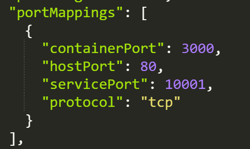 "portMappings": [
  {
    "containerPort": 3000,
    "hostPort": 80,
    "servicePort": 10001,
    "protocol": "tcp"
  }
],